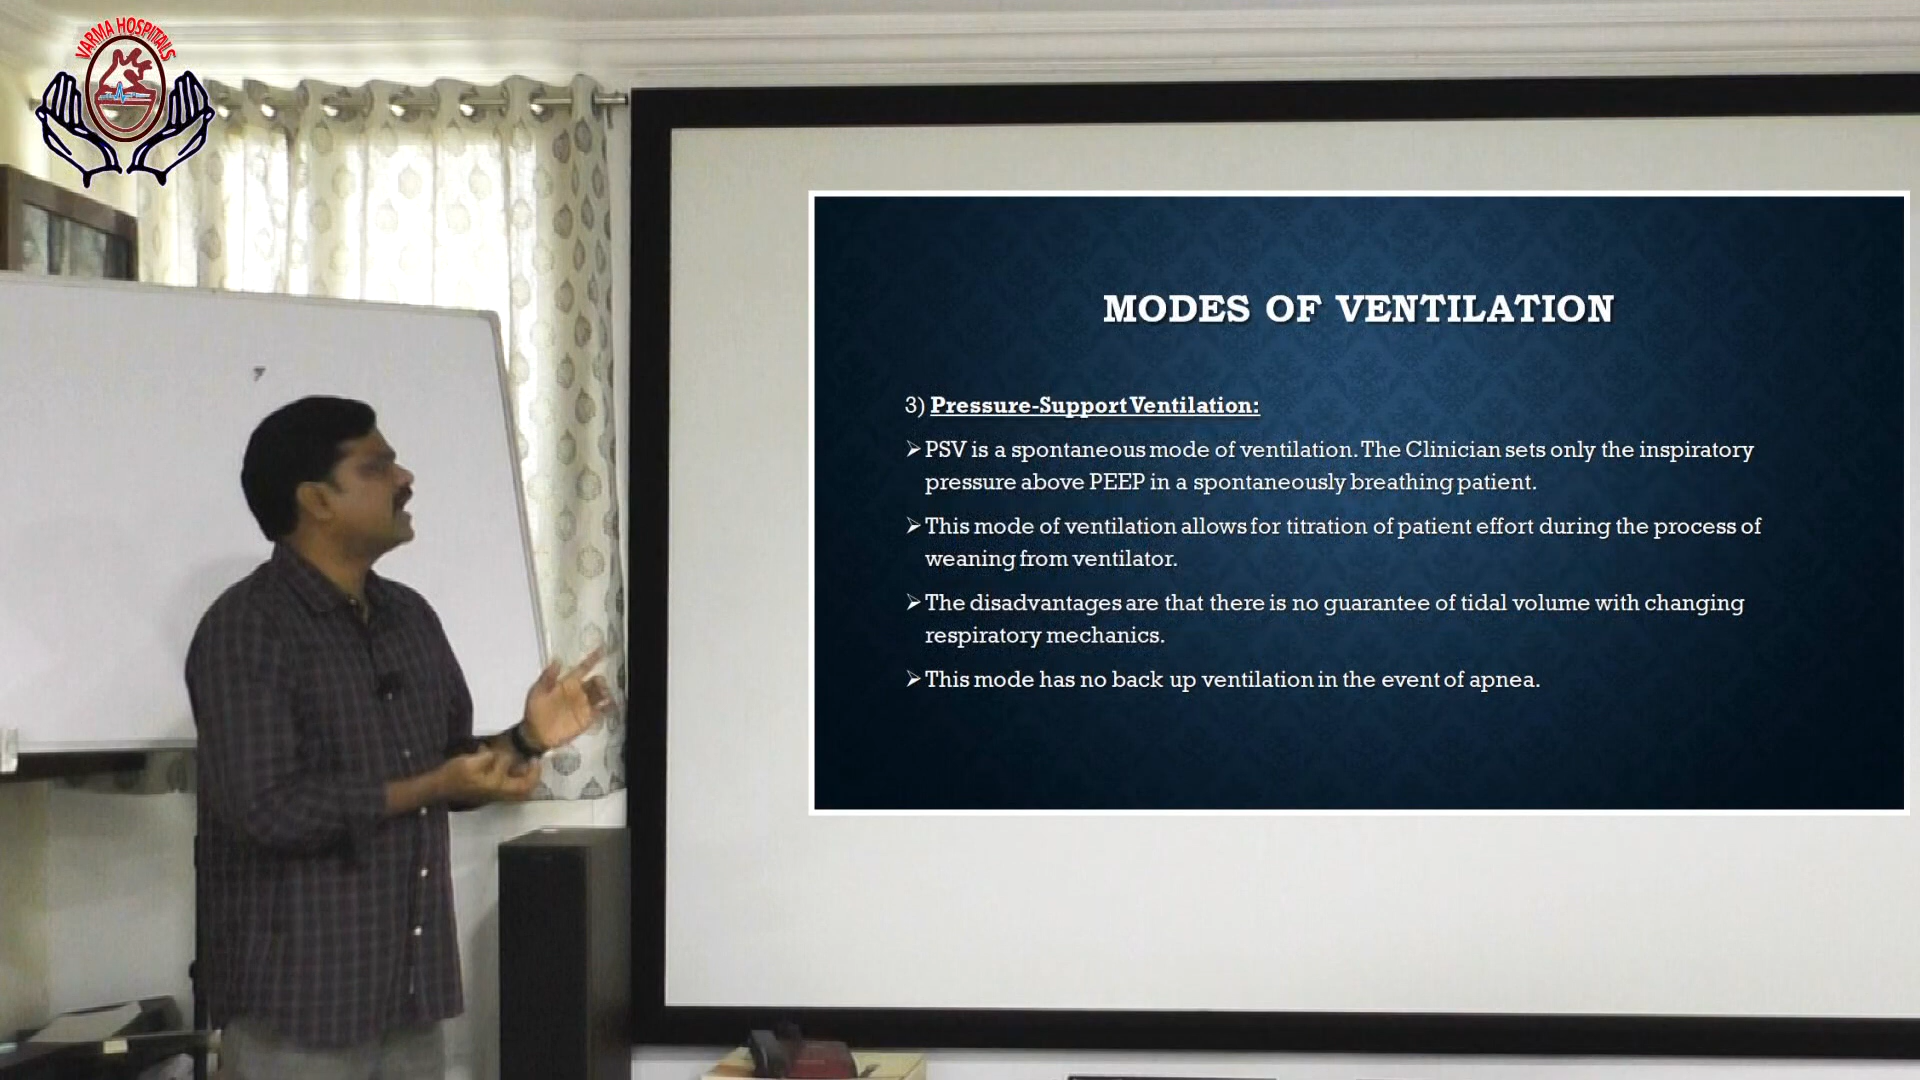 VARMA HOSPITALS
MODES OF VENTILATION
3) Pressure-Support Ventilation:
➢PSV is a spontaneous mode of ventilation. The Clinician sets only the inspiratory
pressure above PEEP in a spontaneously breathing patient.
➢This mode of ventilation allows for titration of patient effort during the process of
weaning from ventilator.
➢The disadvantages are that there is no guarantee of tidal volume with changing
respiratory mechanics.
➢This mode has no back up ventilation in the event of apnea.